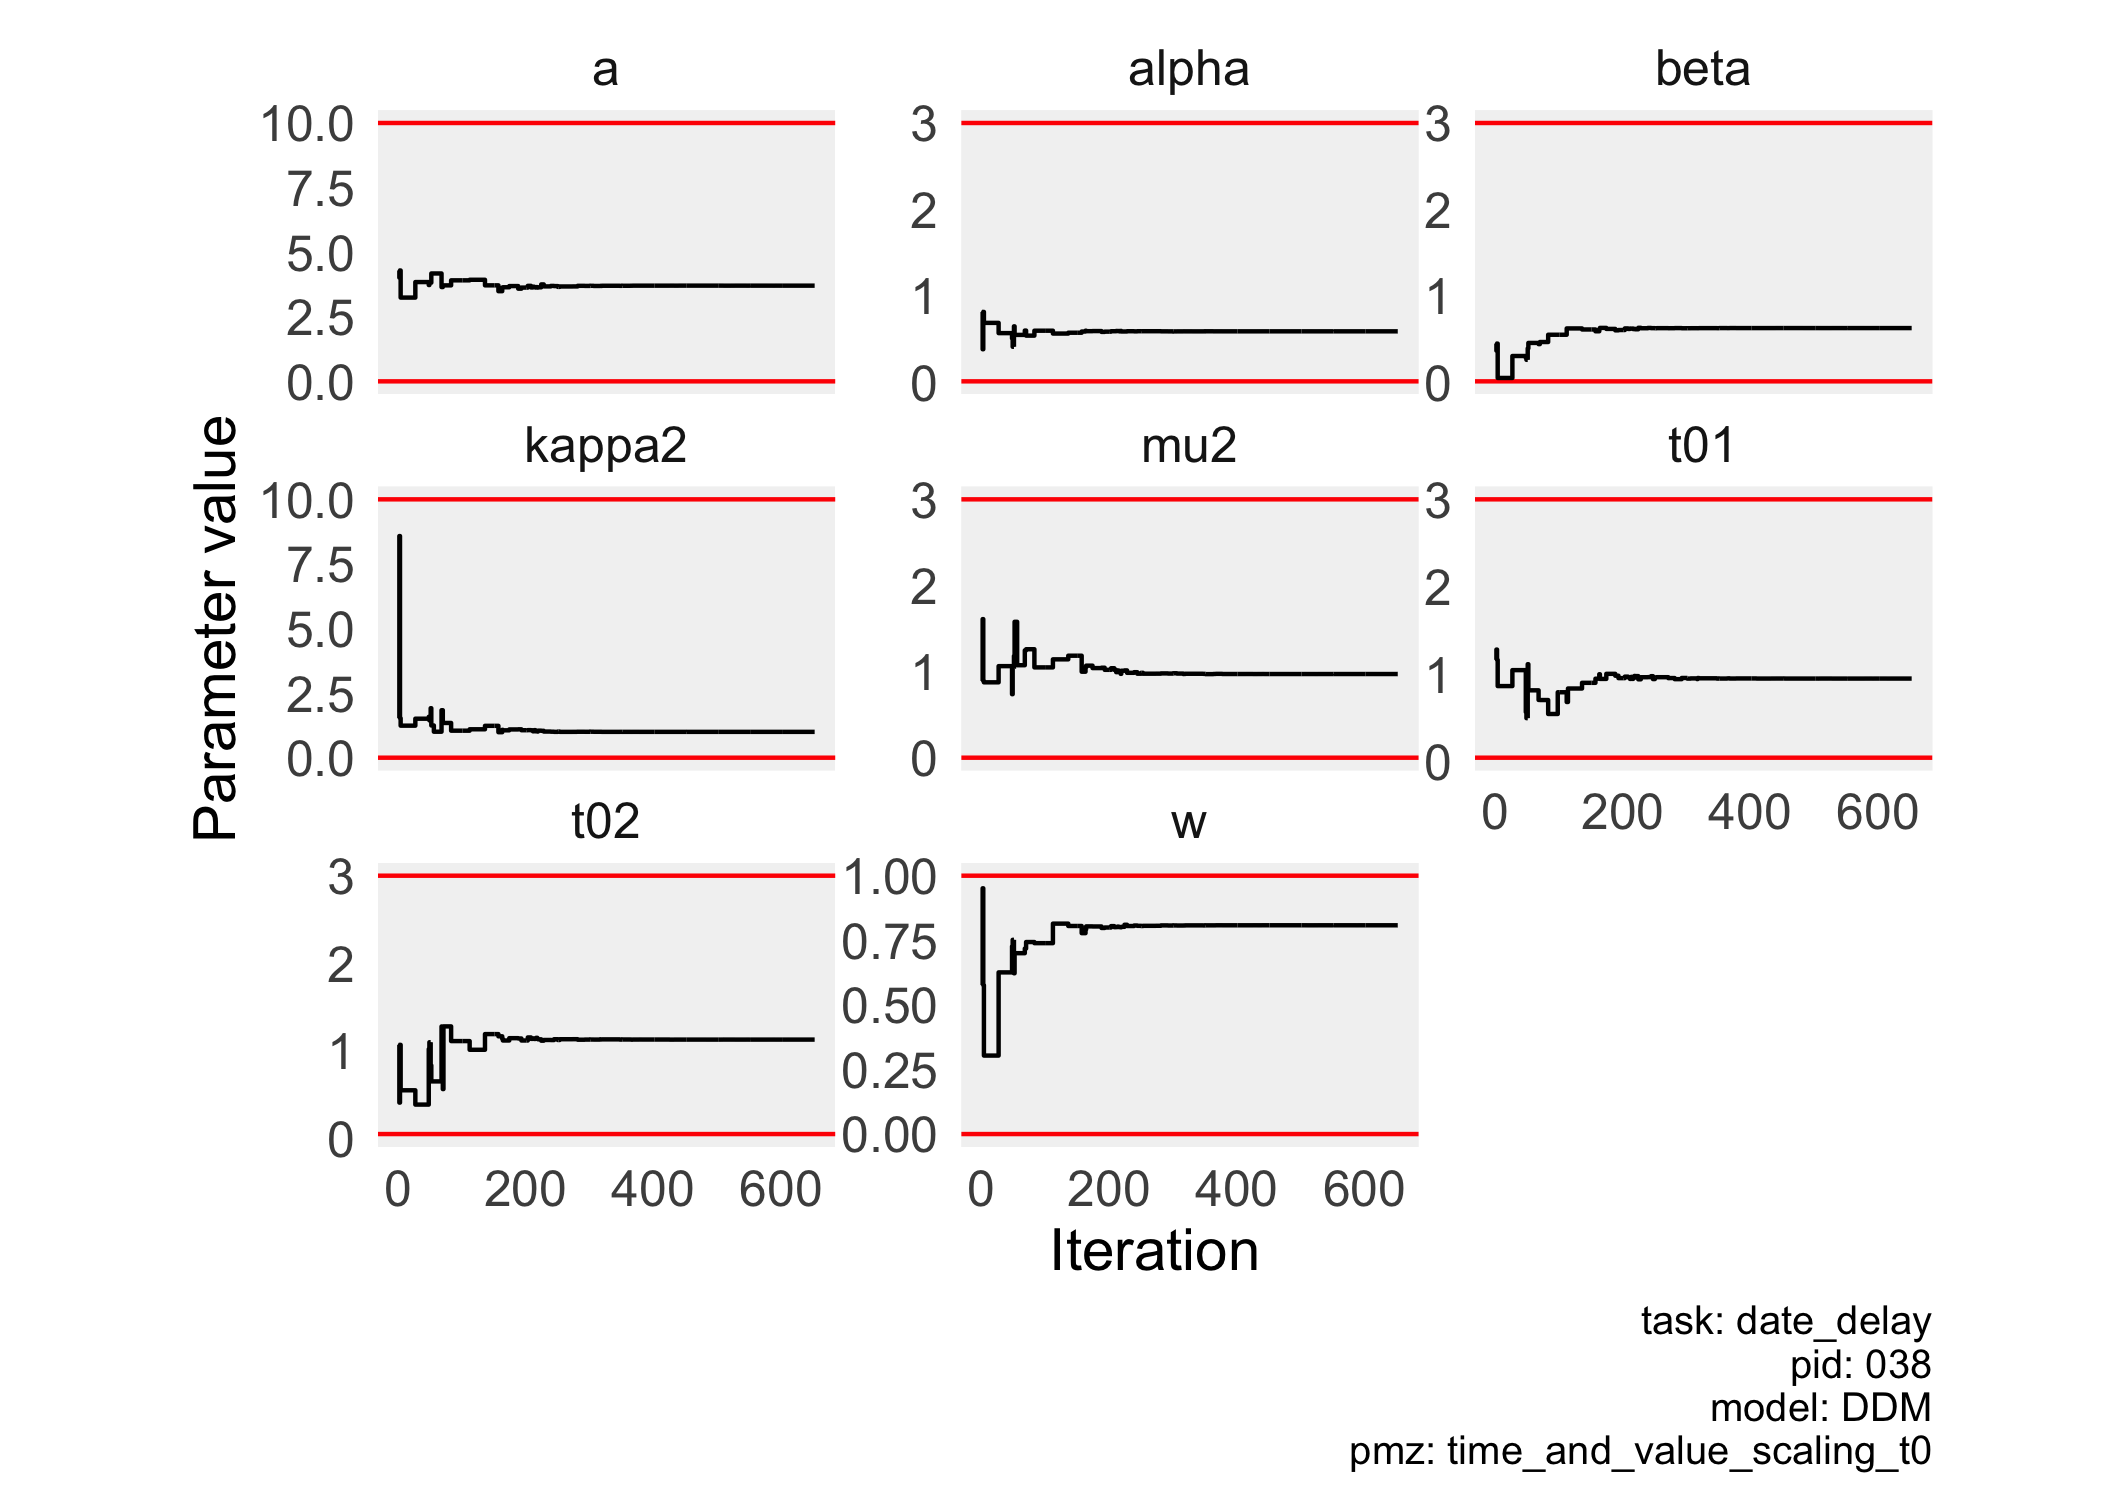 a alpha beta
10.0 3 3
7.5 2 2
5.0 1 1
2.5 0 0
0.0
kappa2 mu2 t01
10.0 3 3
7.5 2 2
5.0 1 1
2.5 0 0
0.0
0 200 400 600
t02 w
3 1.00
2 0.75
1 0.50
0 0.25
0.00
0 200 400 600 0 200 400 600
Parameter value
Iteration
task: date_delay
pid: 038
model: DDM
pmz: time_and_value_scaling_t0